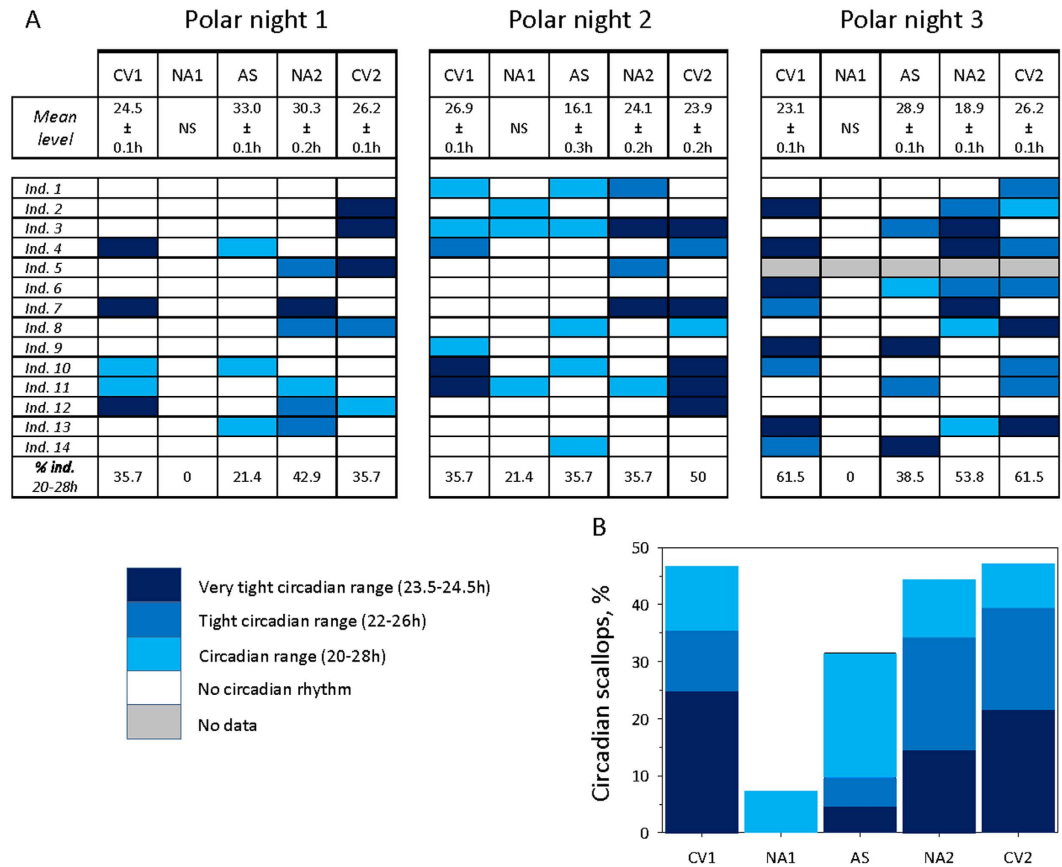 A
Polar night 1 Polar night 2 Polar night 3
CV1 NA1 AS NA2 CV2 CV1 NA1 AS NA2 CV2 CV1 NA1 AS NA2 CV2
Mean level 24.5 ± 0.1h NS 33.0 ± 0.1h 30.3 ± 0.2h 26.2 ± 0.1h 26.9 ± 0.1h NS 16.1 ± 0.3h 24.1 ± 0.2h 23.9 ± 0.2h 23.1 ± 0.1h NS 28.9 ± 0.1h 18.9 ± 0.1h 26.2 ± 0.1h
Ind. 1
Ind. 2
Ind. 3
Ind. 4
Ind. 5
Ind. 6
Ind. 7
Ind. 8
Ind. 9
Ind. 10
Ind. 11
Ind. 12
Ind. 13
Ind. 14
% ind.
20-28h
35.7 0 21.4 42.9 35.7 35.7 21.4 35.7 35.7 50 61.5 0 38.5 53.8 61.5
Very tight circadian range (23.5-24.5h)
Tight circadian range (22-26h)
Circadian range (20-28h)
No circadian rhythm
No data
B
Circadian scallops, %
50
40
30
20
10
0
CV1 NA1 AS NA2 CV2